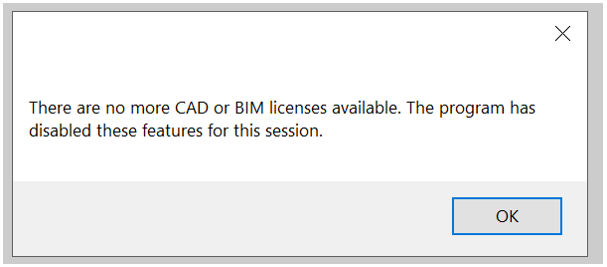 There are no more CAD or BIM licenses available. The program has
disabled these features for this session.
OK